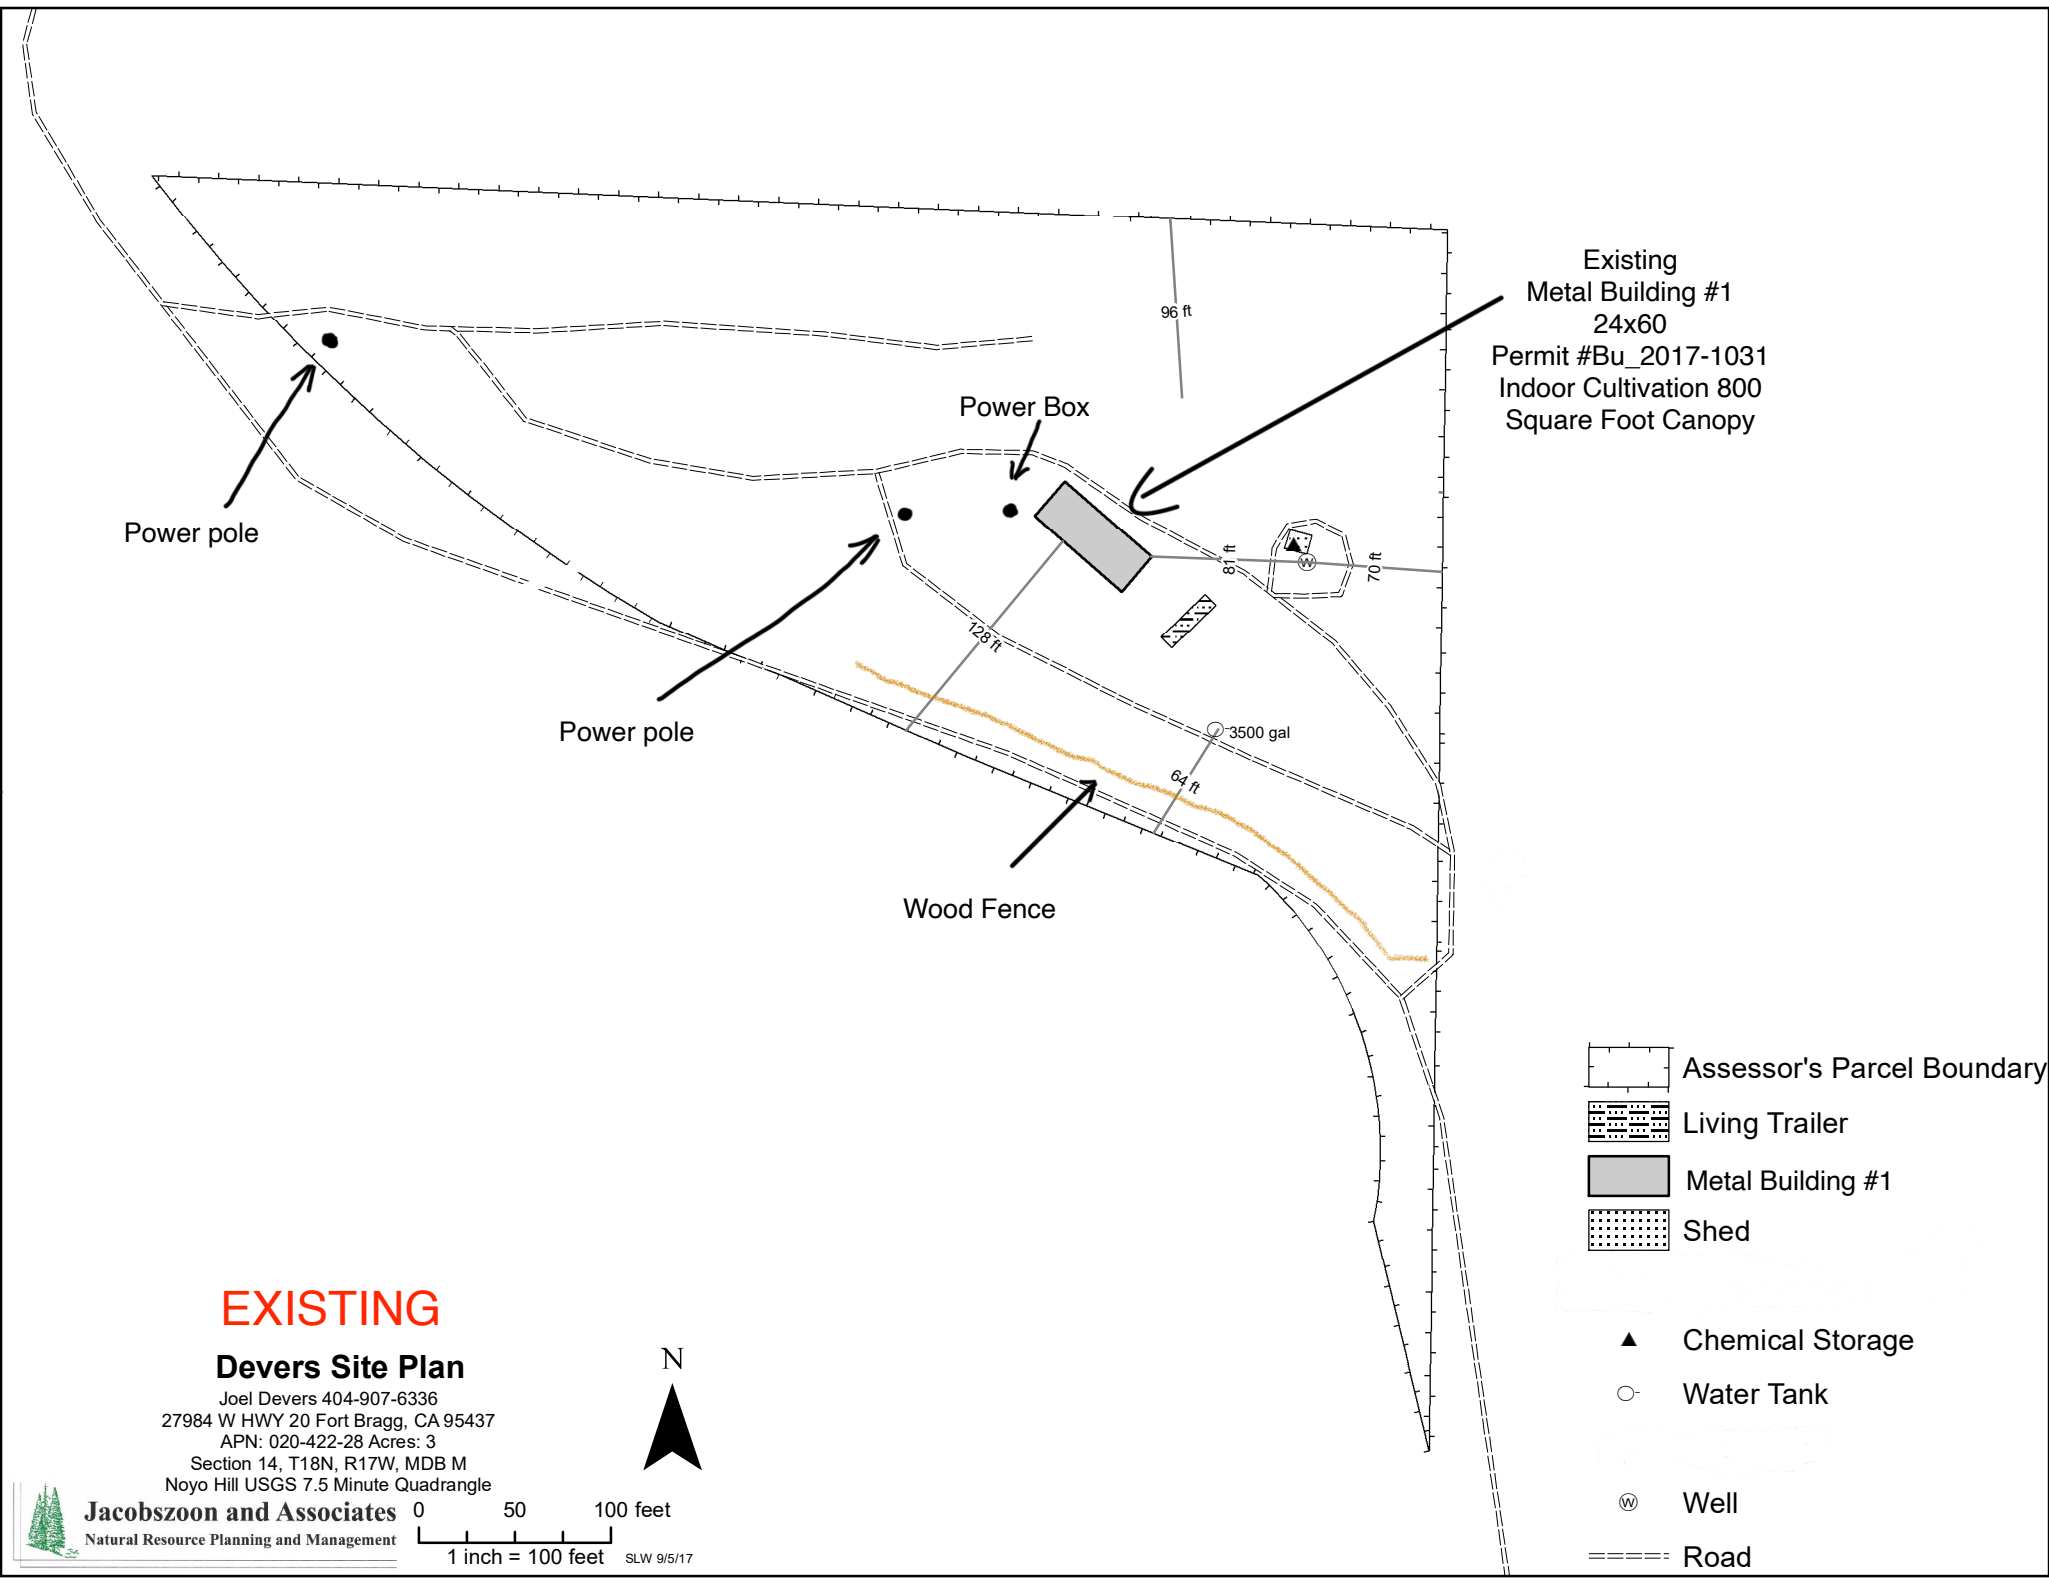 Existing
Metal Building #1
24x60
Permit #Bu_2017-1031
Indoor Cultivation 800
Square Foot Canopy
96 ft
Power Box
Power pole
81 ft
W
70 ft
128 ft
Power pole
3500 gal
64 ft
Wood Fence
Assessor's Parcel Boundary
Living Trailer
Metal Building #1
Shed
Chemical Storage
Water Tank
W Well
Road
EXISTING
Devers Site Plan
Joel Devers 404-907-6336
27984 W HWY 20 Fort Bragg, CA 95437
APN: 020-422-28 Acres: 3
Section 14, T18N, R17W, MDB M
Noyo Hill USGS 7.5 Minute Quadrangle
Jacobszoon and Associates
Natural Resource Planning and Management
N
0 50 100 feet
1 inch = 100 feet
SLW 9/5/17